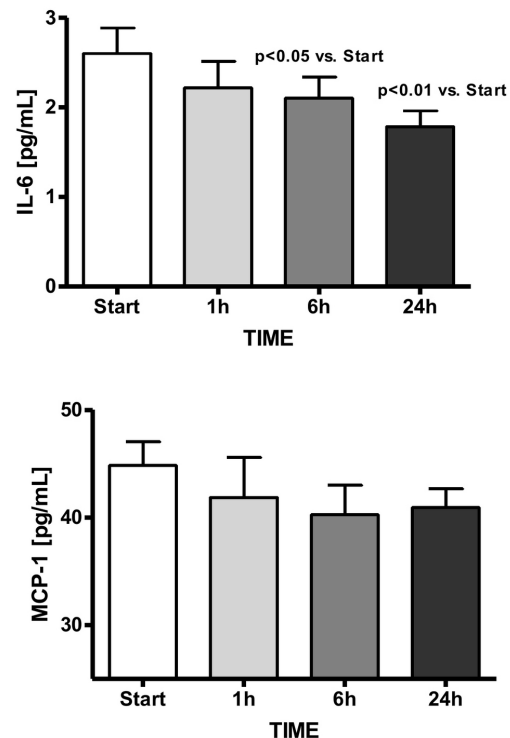 3
p<0.05 vs. Start
p<0.01 vs. Start
2
IL-6 [pg/mL]
1
0
Start 1h 6h 24h
TIME
50
40
MCP-1 [pg/mL]
30
Start 1h 6h 24h
TIME